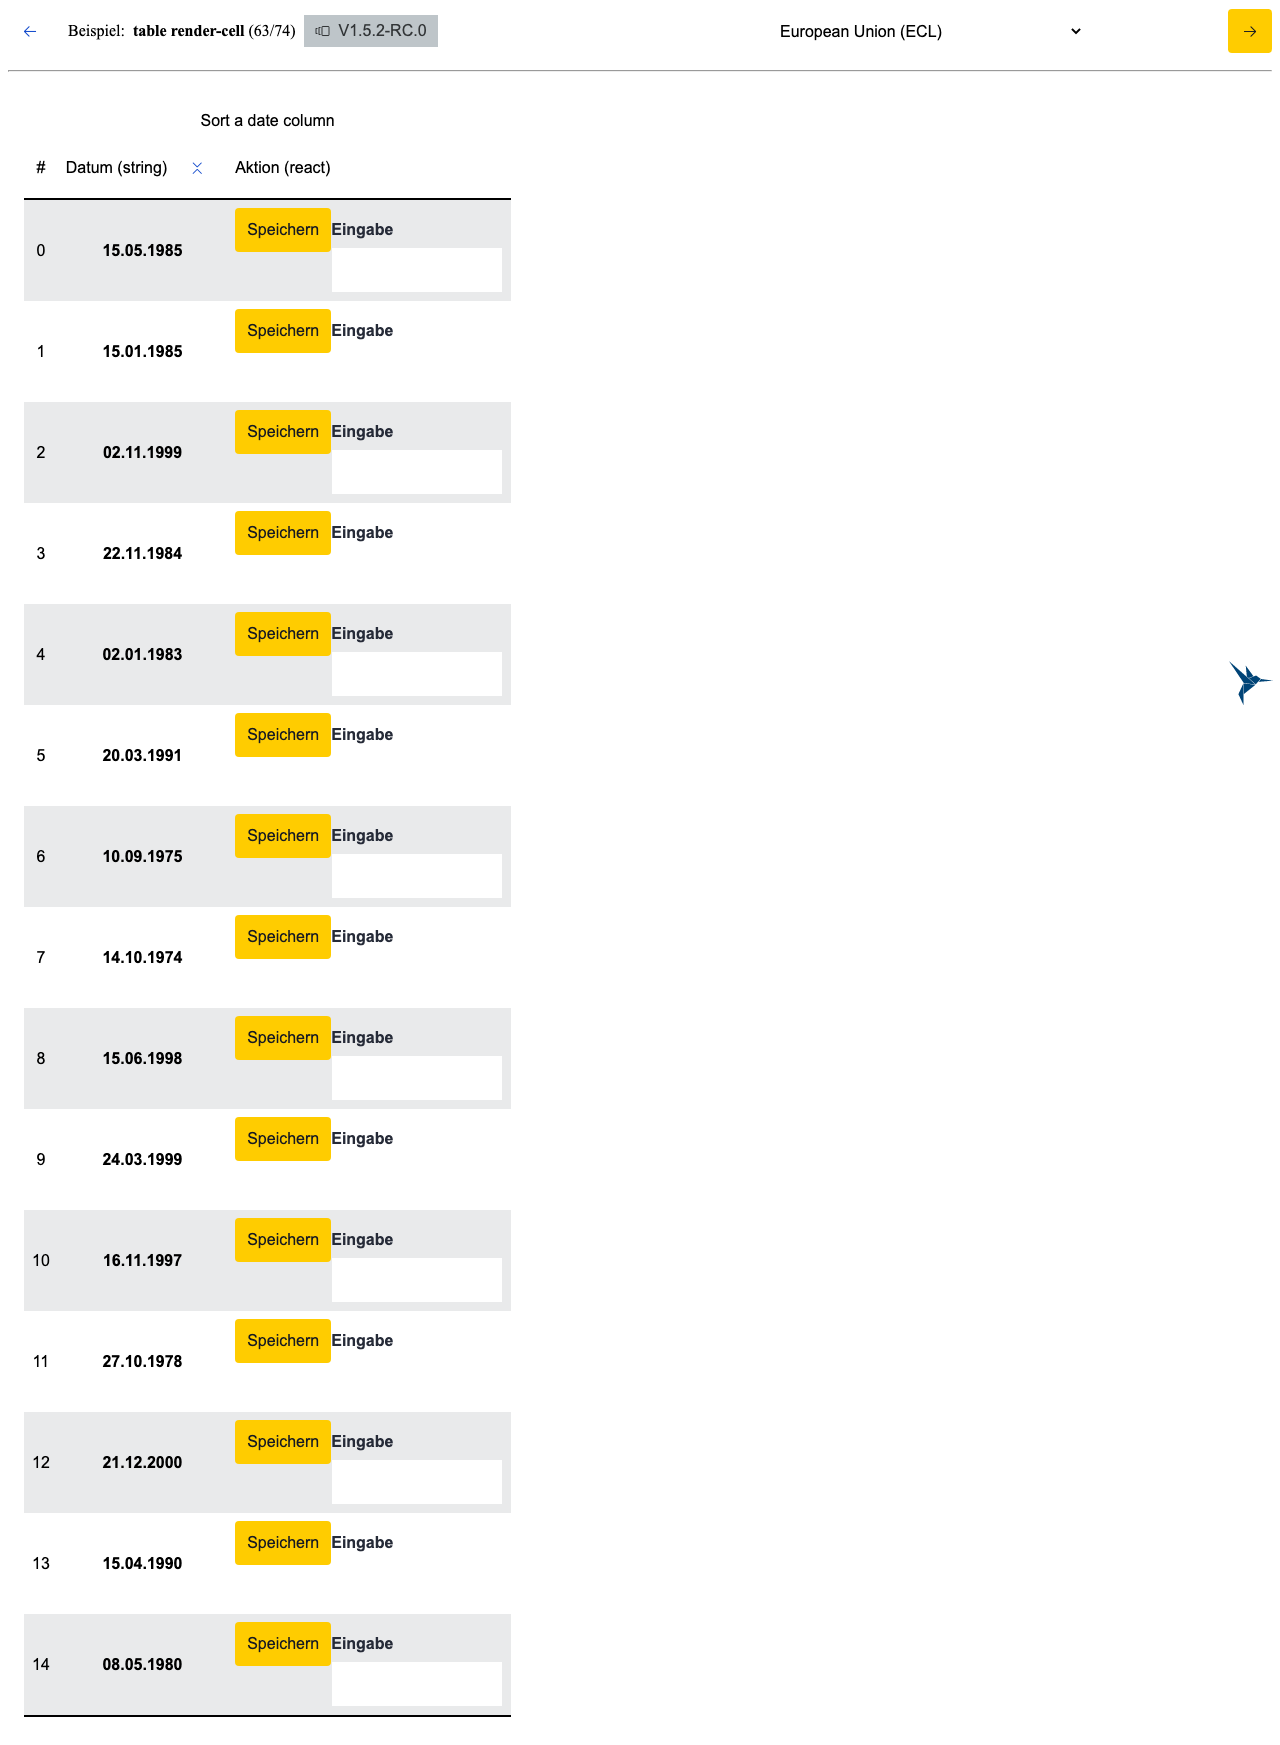 Beispiel: table render-cell (63/74) V1.5.2-RC.0 European Union (ECL)
Sort a date column
# Datum (string) Aktion (react)
0 15.05.1985 Speichern Eingabe
1 15.01.1985 Speichern Eingabe
2 02.11.1999 Speichern Eingabe
3 22.11.1984 Speichern Eingabe
4 02.01.1983 Speichern Eingabe
5 20.03.1991 Speichern Eingabe
6 10.09.1975 Speichern Eingabe
7 14.10.1974 Speichern Eingabe
8 15.06.1998 Speichern Eingabe
9 24.03.1999 Speichern Eingabe
10 16.11.1997 Speichern Eingabe
11 27.10.1978 Speichern Eingabe
12 21.12.2000 Speichern Eingabe
13 15.04.1990 Speichern Eingabe
14 08.05.1980 Speichern Eingabe